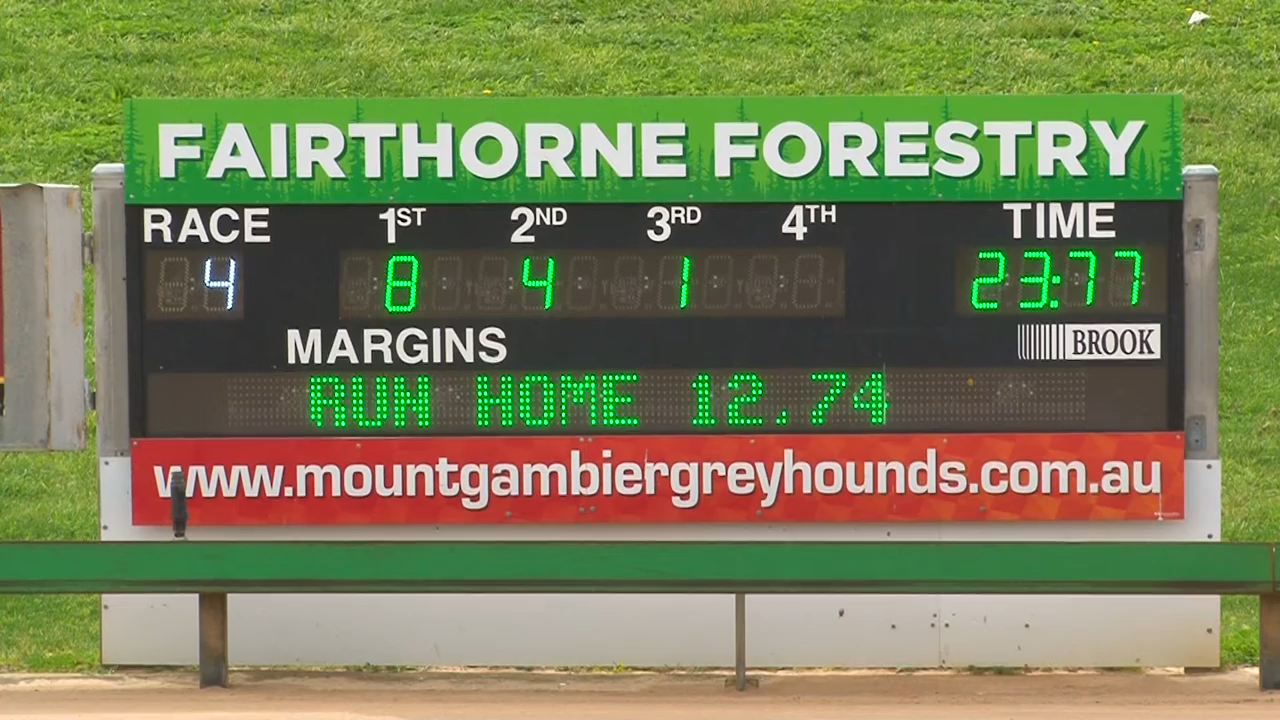 FAIRTHORNE FORESTRY
RACE 1ST 2ND 3RD 4TH TIME
4 8 4 1 23:77
MARGINS
BROOK
RUN HOME 12.74
www.mountgambiergreyhounds.com.au